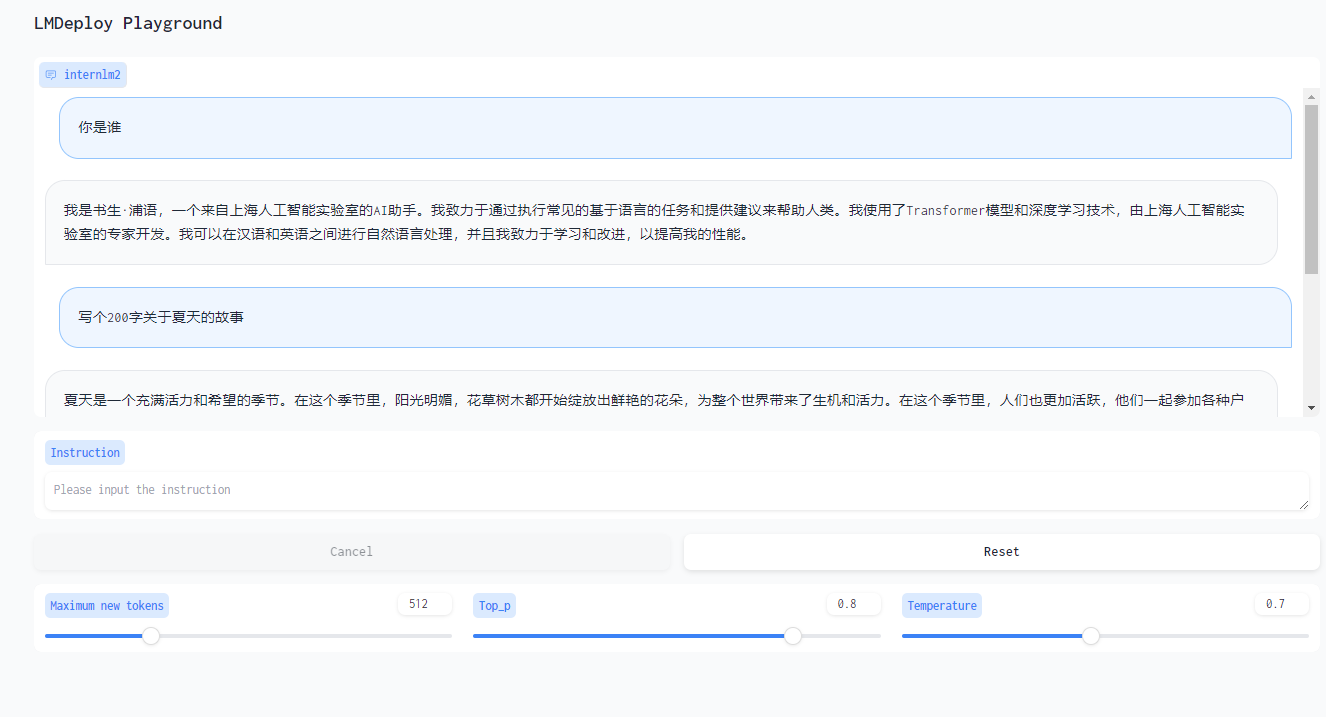 LMDeploy Playground
internlm2
你是谁
我是书生·浦语，一个来自上海人工智能实验室的AI助手。我致力于通过执行常见的基于语言的任务和提供建议来帮助人类。我使用了Transformer模型和深度学习技术，由上海人工智能实
验室的专家开发。我可以在汉语和英语之间进行自然语言处理，并且我致力于学习和改进，以提高我的性能。
写个200字关于夏天的故事
夏天是一个充满活力和希望的季节。在这个季节里，阳光明媚，花草树木都开始绽放出鲜艳的花朵，为整个世界带来了生机和活力。在这个季节里，人们也更加活跃，他们一起参加各种户
Instruction
Please input the instruction
Cancel
Reset
Maximum new tokens
512
Top_p
0.8
Temperature
0.7